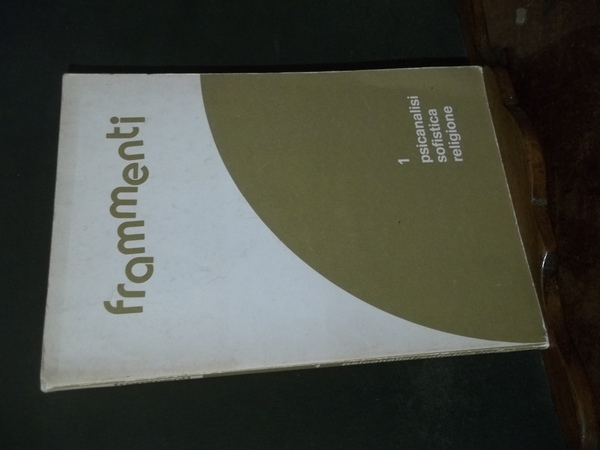 frammenti
1
psicanalisi
sofistica
religione